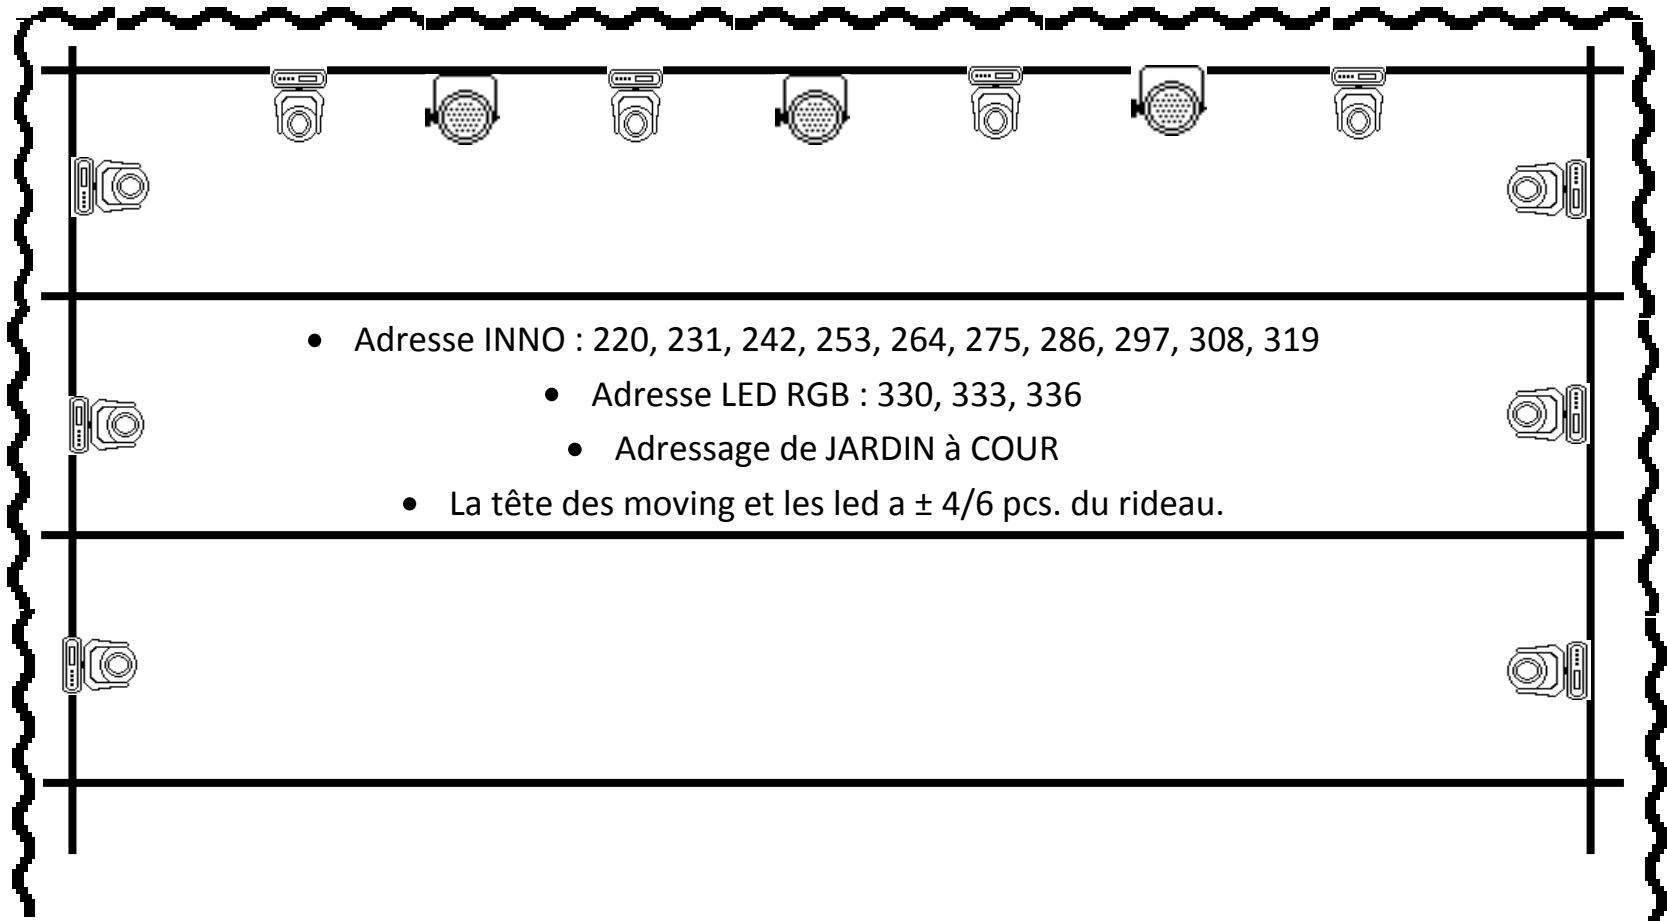 • Adresse INNO : 220, 231, 242, 253, 264, 275, 286, 297, 308, 319
• Adresse LED RGB : 330, 333, 336
• Adressage de JARDIN à COUR
• La tête des moving et les led a ± 4/6 pcs. du rideau.